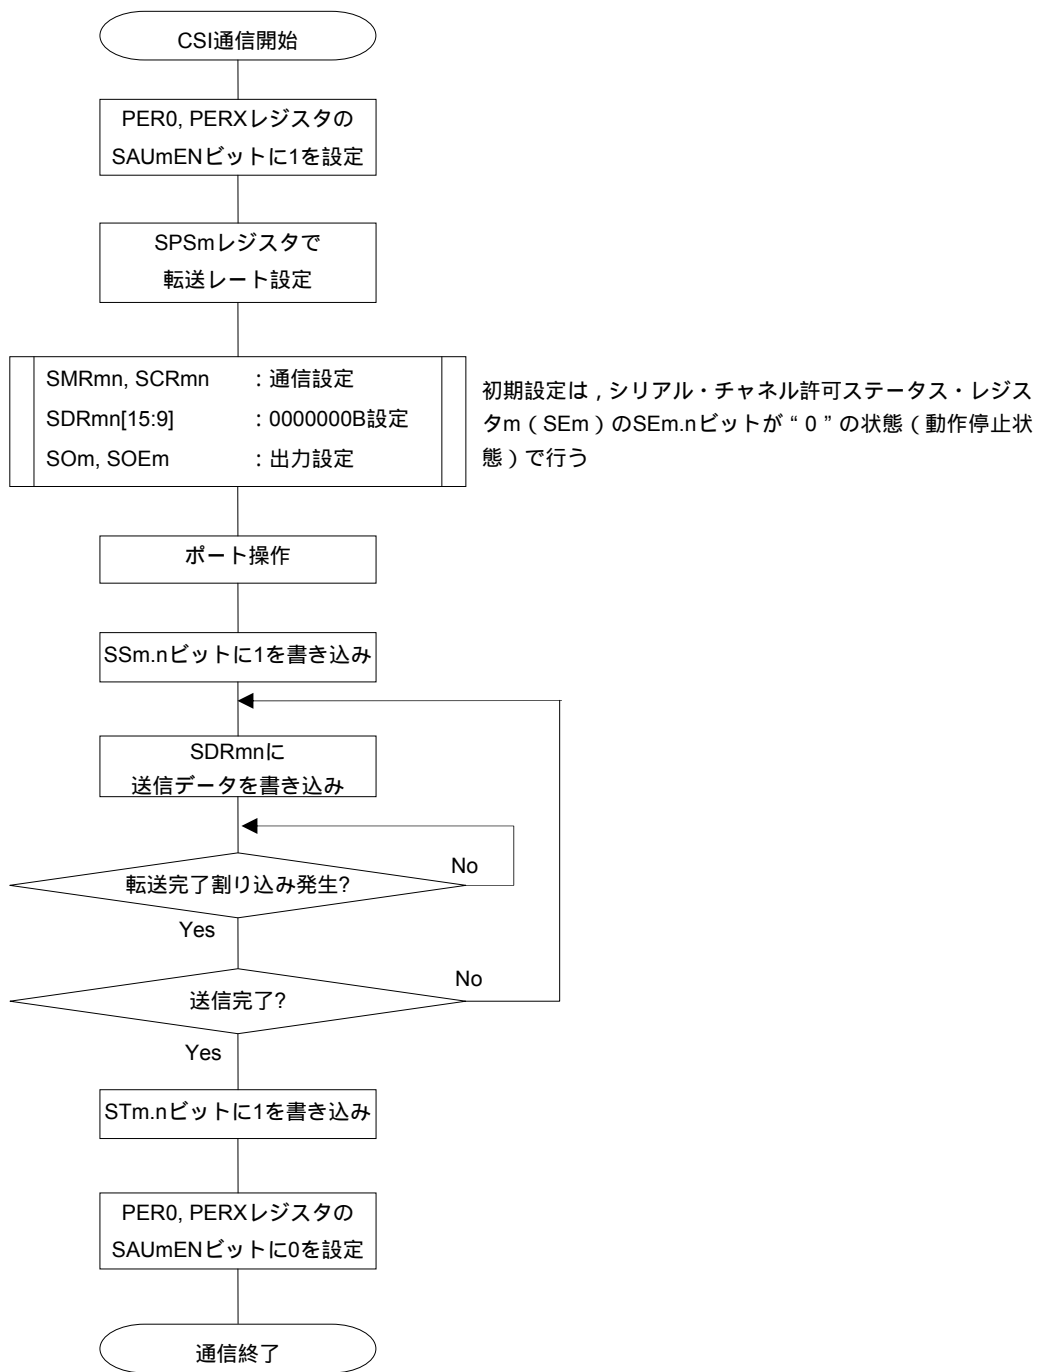 CSI通信開始
PER0, PERXレジスタの
SAUmENビットに1を設定
SPSmレジスタで
転送レート設定
SMRmn, SCRmn　：通信設定
SDRmn[15:9]　：0000000B設定
SOm, SOEm　：出力設定
初期設定は，シリアル・チャネル許可ステータス・レジス
タm（SEm）のSEm.nビットが“0”の状態（動作停止状
態）で行う
ポート操作
SSm.nビットに1を書き込み
SDRmnに
送信データを書き込み
転送完了割り込み発生?
No
Yes
送信完了?
No
Yes
STm.nビットに1を書き込み
PER0, PERXレジスタの
SAUmENビットに0を設定
通信終了